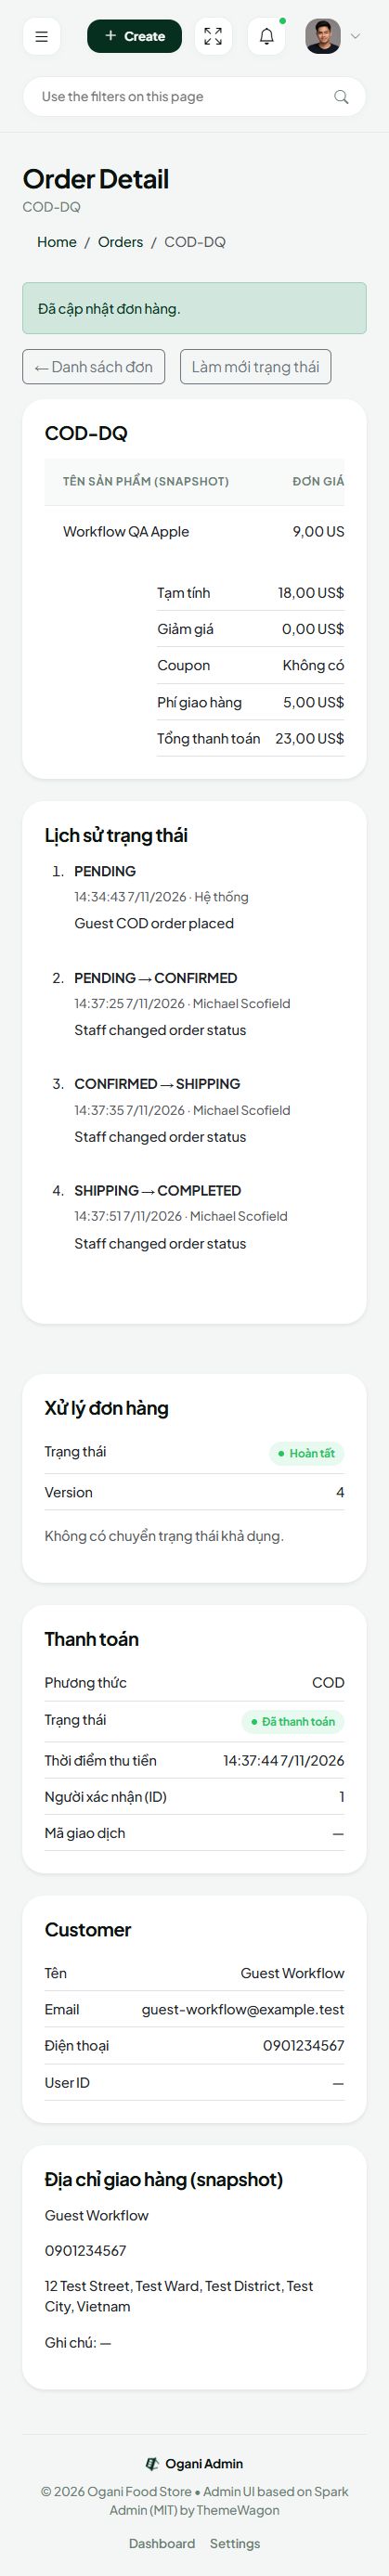 Create
Use the filters on this page
Order Detail
COD-DQ
Home / Orders / COD-DQ
Đã cập nhật đơn hàng.
← Danh sách đơn
Làm mới trạng thái
COD-DQ
TÊN SẢN PHẨM (SNAPSHOT) ĐƠN GIÁ
Workflow QA Apple 9,00 US
Tạm tính 18,00 US$
Giảm giá 0,00 US$
Coupon Không có
Phí giao hàng 5,00 US$
Tổng thanh toán 23,00 US$
Lịch sử trạng thái
1. PENDING
14:34:43 7/11/2026 · Hệ thống
Guest COD order placed
2. PENDING → CONFIRMED
14:37:25 7/11/2026 · Michael Scofield
Staff changed order status
3. CONFIRMED → SHIPPING
14:37:35 7/11/2026 · Michael Scofield
Staff changed order status
4. SHIPPING → COMPLETED
14:37:51 7/11/2026 · Michael Scofield
Staff changed order status
Xử lý đơn hàng
Trạng thái Hoàn tất
Version 4
Không có chuyển trạng thái khả dụng.
Thanh toán
Phương thức COD
Trạng thái Đã thanh toán
Thời điểm thu tiền 14:37:44 7/11/2026
Người xác nhận (ID) 1
Mã giao dịch —
Customer
Tên Guest Workflow
Email guest-workflow@example.test
Điện thoại 0901234567
User ID —
Địa chỉ giao hàng (snapshot)
Guest Workflow
0901234567
12 Test Street, Test Ward, Test District, Test
City, Vietnam
Ghi chú: —
Ogani Admin
© 2026 Ogani Food Store • Admin UI based on Spark
Admin (MIT) by ThemeWagon
Dashboard Settings